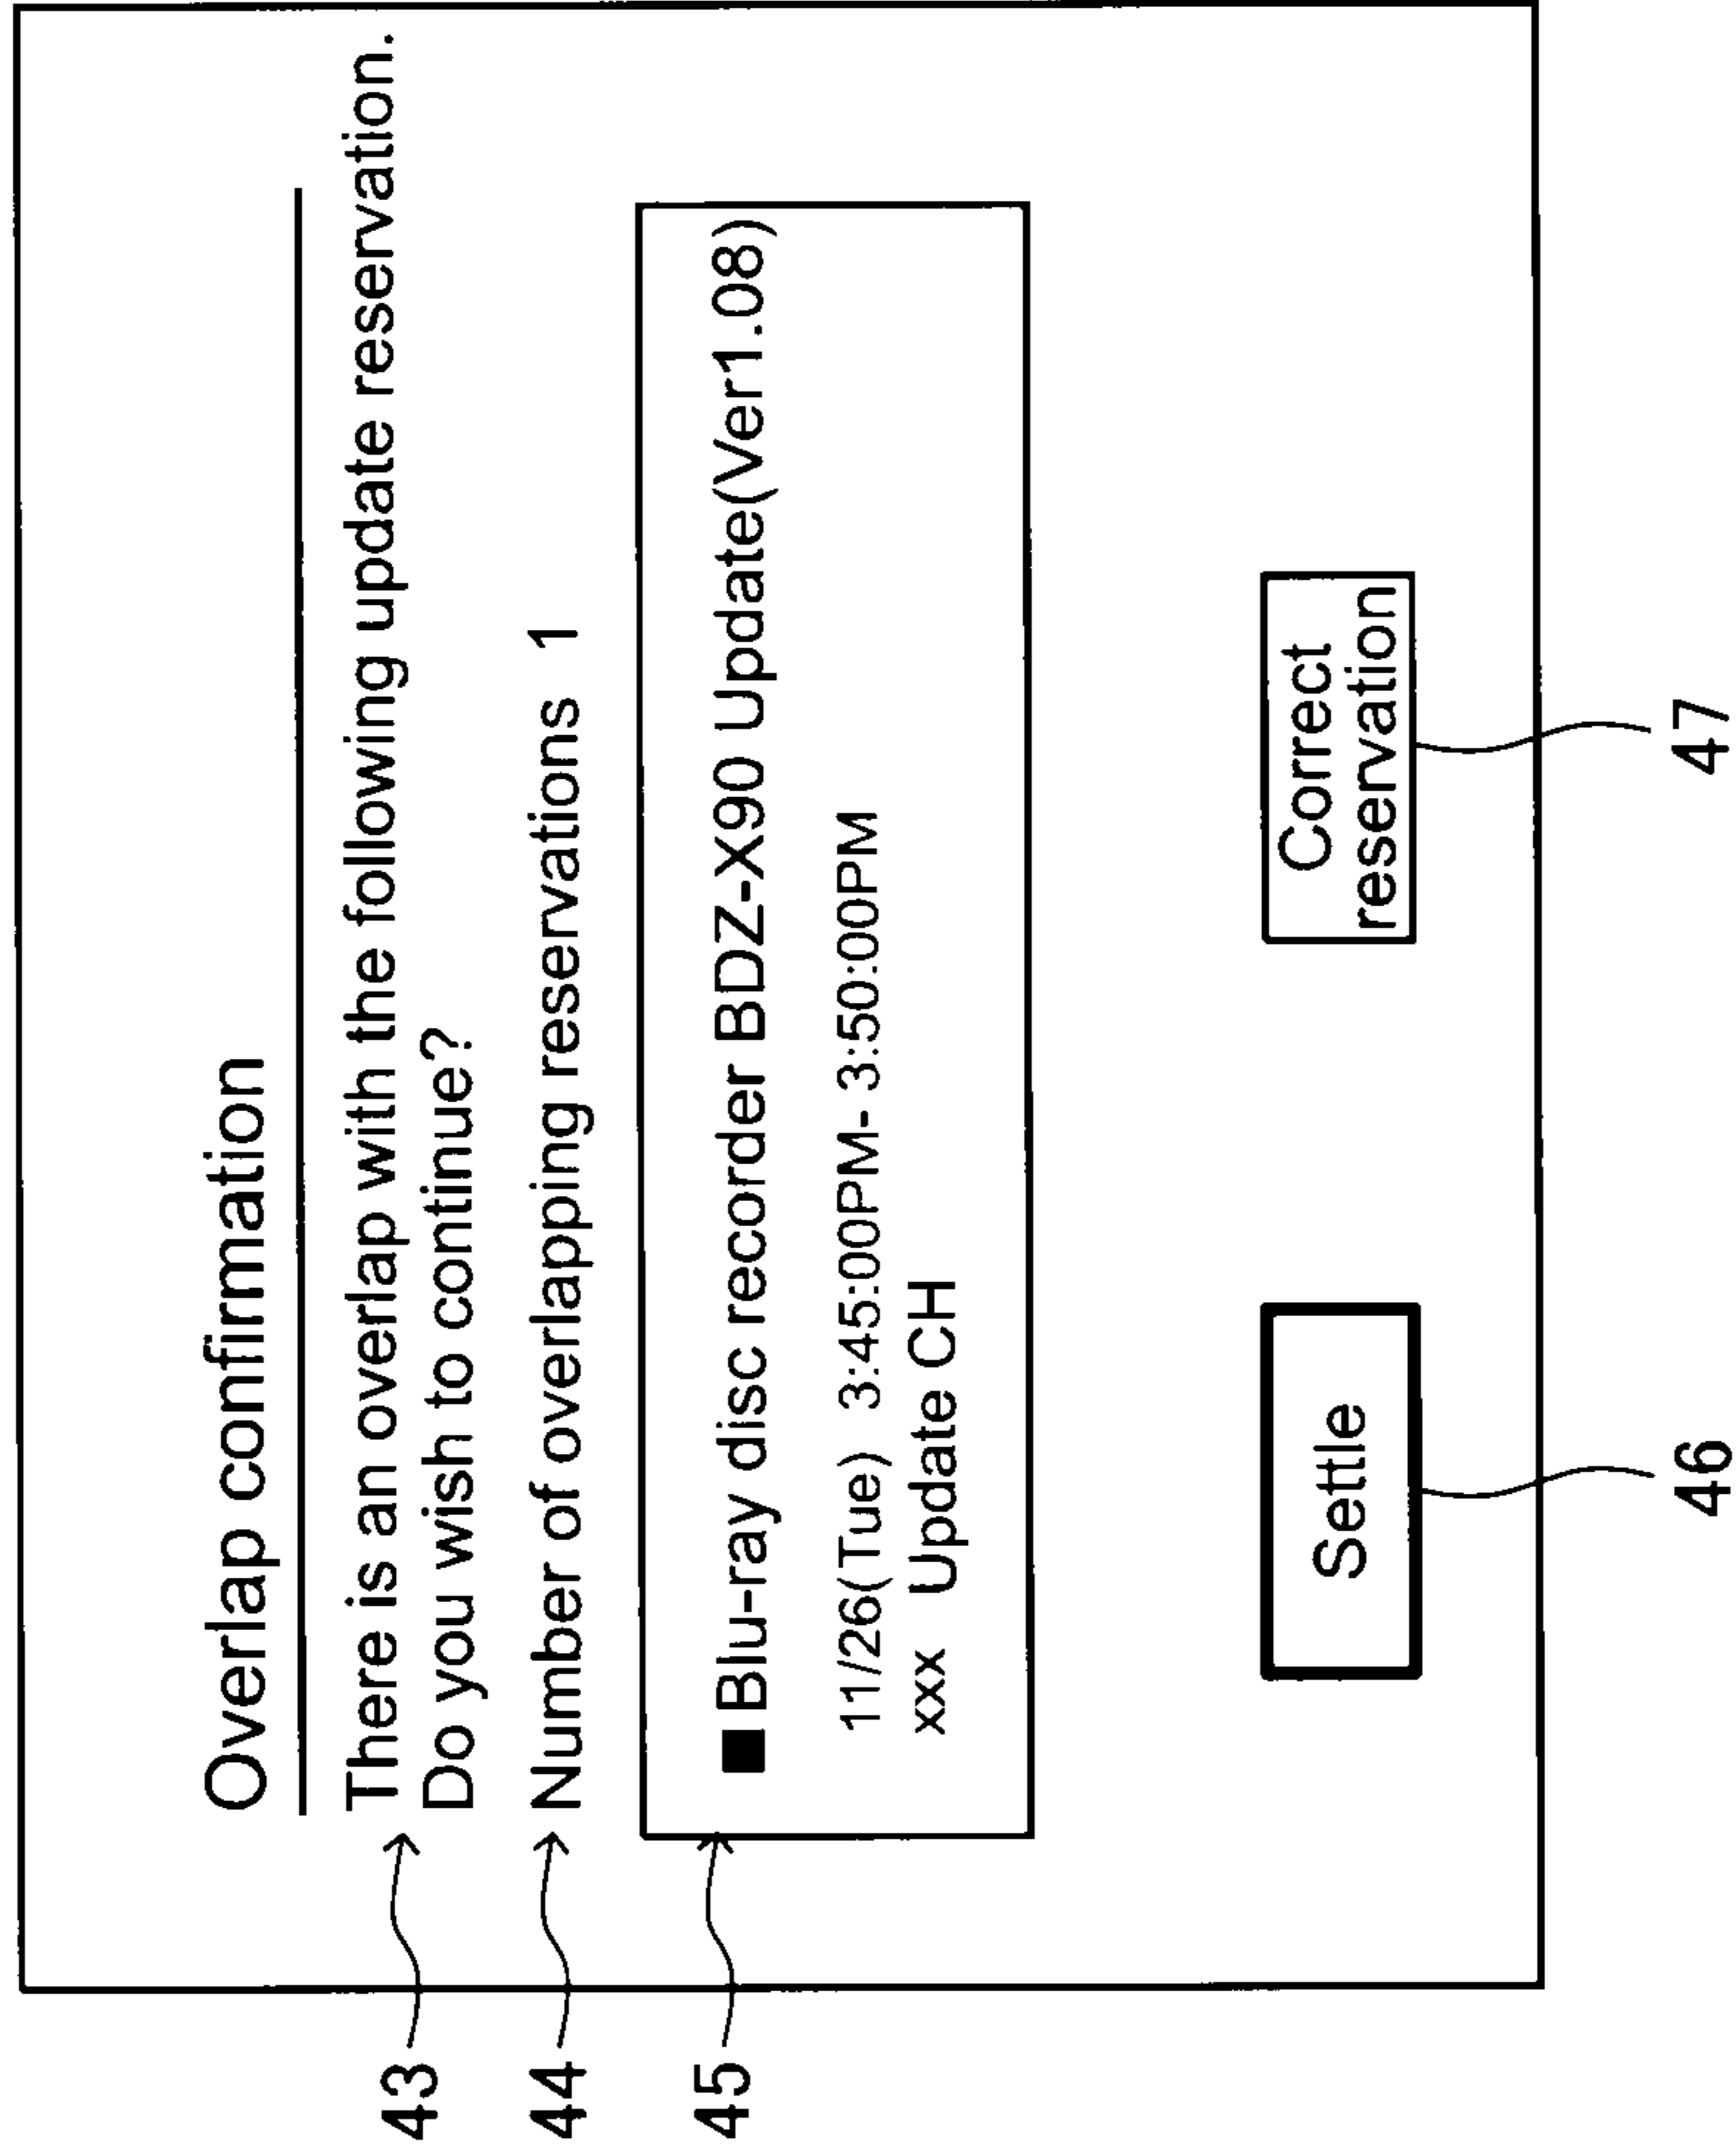 Overlap confirmation
43
There is an overlap with the following update reservation.
Do you wish to continue?
44
Number of overlapping reservations 1
45
■Blu-ray disc recorder BDZ-X90 Update(Ver1.08)
11/26(Tue) 3:45:00PM- 3:50:00PM
xxx Update CH
Settle
Correct
reservation
46
47